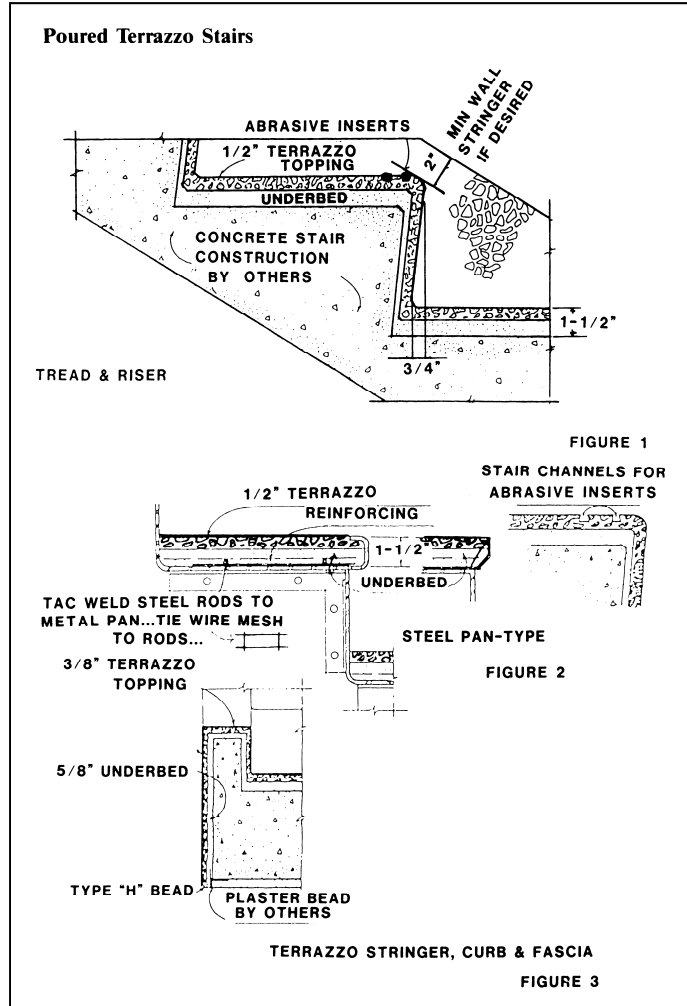 Poured Terrazzo Stairs
MIN WALL
STRINGER
IF DESIRED
2"
ABRASIVE INSERTS
1/2" TERRAZZO
TOPPING
UNDERBED
CONCRETE STAIR
CONSTRUCTION
BY OTHERS
1-1/2"
3/4"
TREAD & RISER
FIGURE 1
STAIR CHANNELS FOR
ABRASIVE INSERTS
1/2" TERRAZZO
REINFORCING
1-1/2"
UNDERBED
TAC WELD STEEL RODS TO
METAL PAN...TIE WIRE MESH
TO RODS...
STEEL PAN-TYPE
FIGURE 2
3/8" TERRAZZO
TOPPING
5/8" UNDERBED
TYPE "H" BEAD
PLASTER BEAD
BY OTHERS
TERRAZZO STRINGER, CURB & FASCIA
FIGURE 3